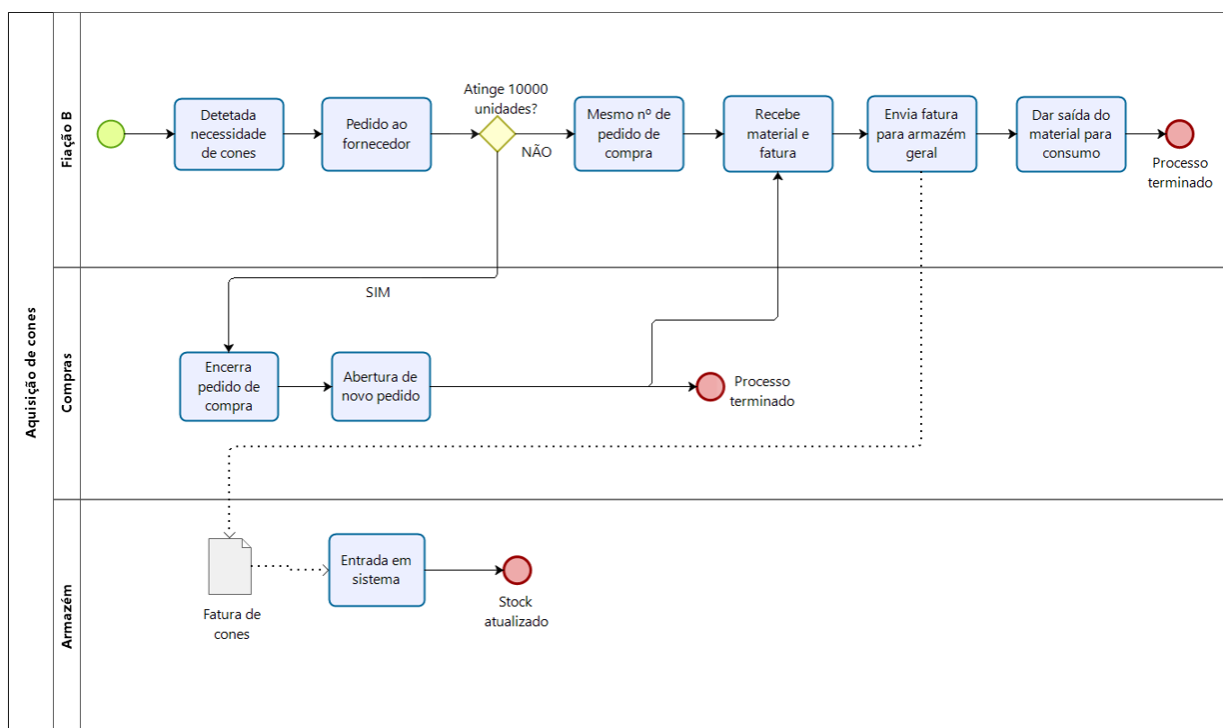 Aquisição de cones
Fiação B
Detetada
necessidade
de cones
Pedido ao
fornecedor
Atinge 10000
unidades?
NÃO
SIM
Mesmo nº de
pedido de
compra
Recebe
material e
fatura
Envia fatura
para armazém
geral
Dar saída do
material para
consumo
Processo
terminado
Compras
Encerra
pedido de
compra
Abertura de
novo pedido
Processo
terminado
Armazém
Fatura de
cones
Entrada em
sistema
Stock
atualizado